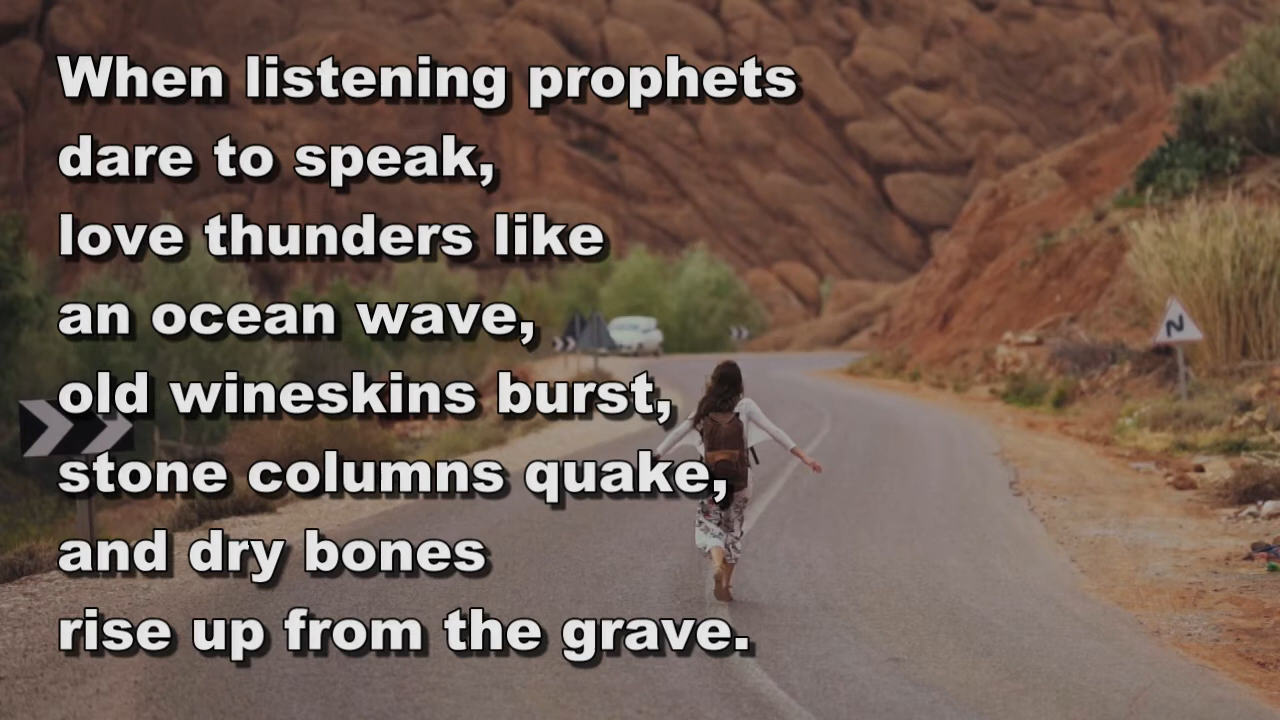 When listening prophets
dare to speak,
love thunders like
an ocean wave,
old wineskins burst,
stone columns quake,
and dry bones
rise up from the grave.